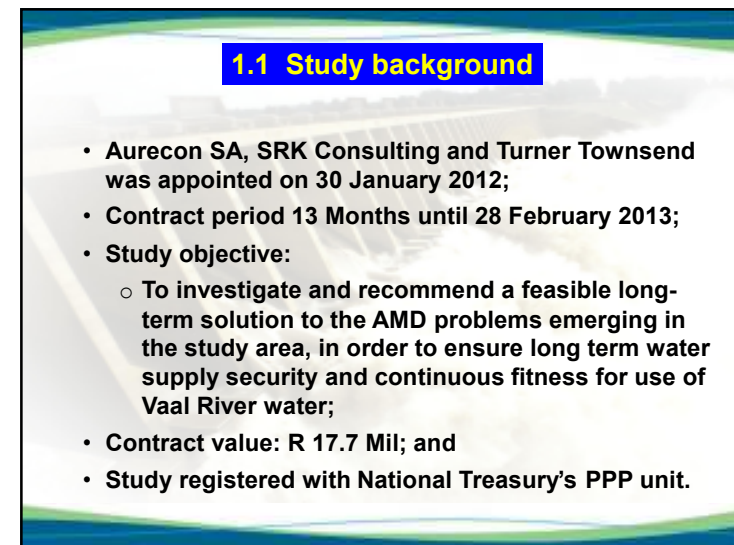 1.1 Study background
• Aurecon SA, SRK Consulting and Turner Townsend
was appointed on 30 January 2012;
• Contract period 13 Months until 28 February 2013;
• Study objective:
o To investigate and recommend a feasible long-
term solution to the AMD problems emerging in
the study area, in order to ensure long term water
supply security and continuous fitness for use of
Vaal River water;
• Contract value: R 17.7 Mil; and
• Study registered with National Treasury's PPP unit.